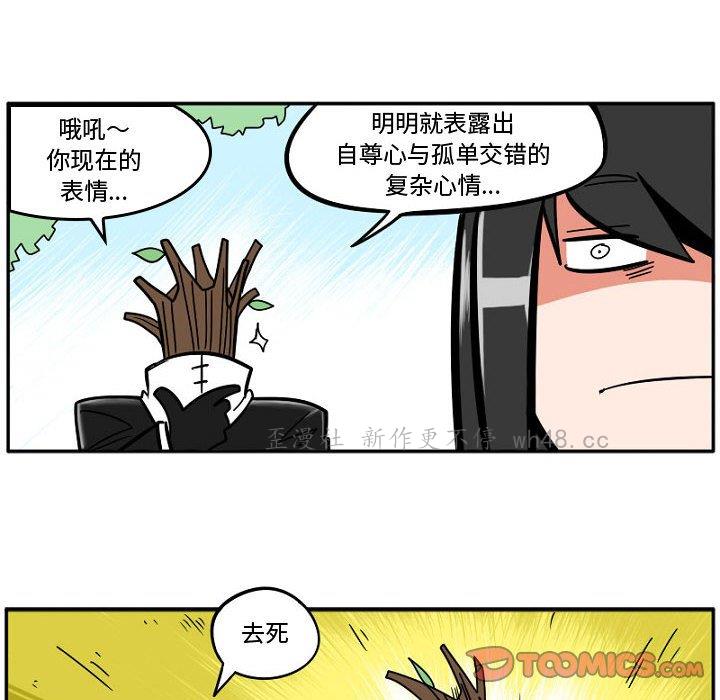 哦吼～
你现在的
表情...
明明就表露出
自尊心与孤单交错的
复杂心情...
歪漫社 新作更不停 wh48.cc
去死
TOOMICS.COM